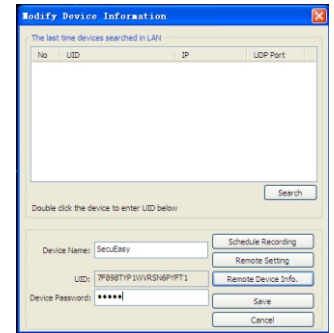 Modify Device Information
The last time devices searched in LAN
No UID IP UDP Port
Search
Double click the device to enter UID below
Device Name: SecuEasy
Schedule Recording
Remote Setting
UID: 7F898TYP1WVRSN6PYFT1
Remote Device Info.
Device Password: •••••
Save
Cancel